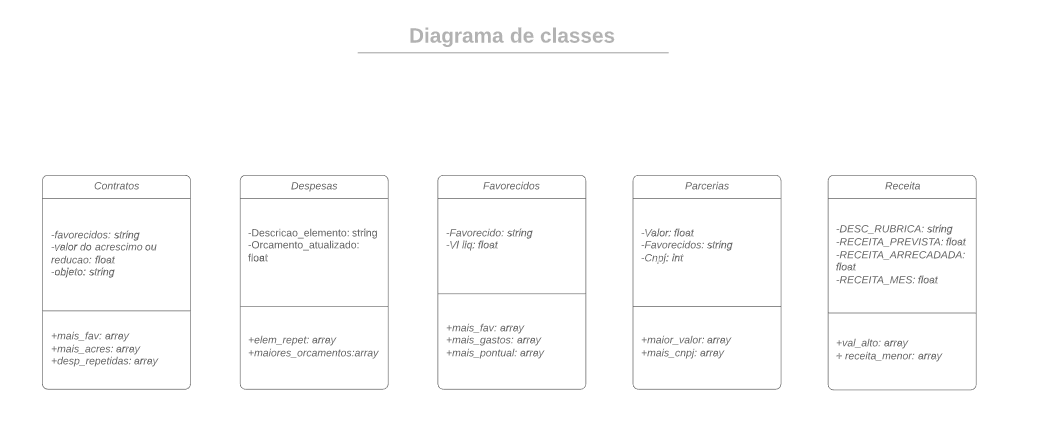 Diagrama de classes
Contratos
-favorecidos: string
-valor do acrescimo ou
reducao: float
-objeto: string
+mais_fav: array
+mais_acres: array
+desp_repetidas: array
Despesas
-Descricao_elemento: string
-Orcamento_atualizado:
float
+elem_repet: array
+maiores_orcamentos:array
Favorecidos
-Favorecido: string
-Vl liq: float
+mais_fav: array
+mais_gastos: array
+mais_pontual: array
Parcerias
-Valor: float
-Favorecidos: string
-Cnpj: int
+maior_valor: array
+mais_cnpj: array
Receita
-DESC_RUBRICA: string
-RECEITA_PREVISTA: float
-RECEITA_ARRECADADA:
float
-RECEITA_MES: float
+val_alto: array
+ receita_menor: array